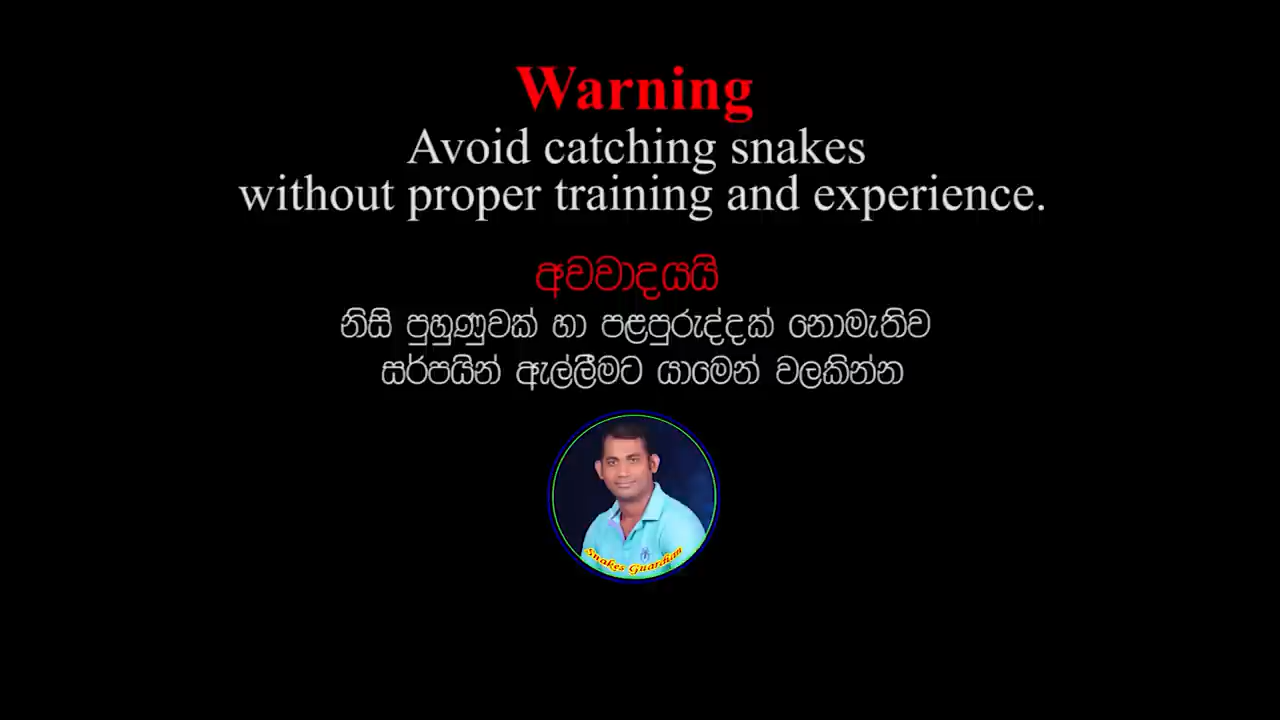 Warning
Avoid catching snakes
without proper training and experience.
අවවාදයයි
නිසි පුහුණුවක් හා පළපුරුද්දක් නොමැතිව
සර්පයින් ඇල්ලීමට යාමෙන් වලකින්න
Snakes Guardian